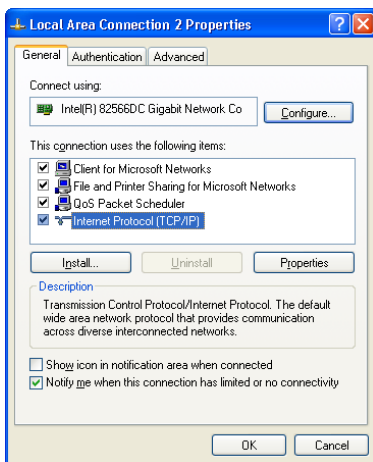 Local Area Connection 2 Properties
General Authentication Advanced
Connect using:
Intel(R) 82566DC Gigabit Network Co
Configure...
This connection uses the following items:
Client for Microsoft Networks
File and Printer Sharing for Microsoft Networks
QoS Packet Scheduler
Internet Protocol (TCP/IP)
Install... Uninstall Properties
Description
Transmission Control Protocol/Internet Protocol. The default
wide area network protocol that provides communication
across diverse interconnected networks.
Show icon in notification area when connected
Notify me when this connection has limited or no connectivity
OK Cancel